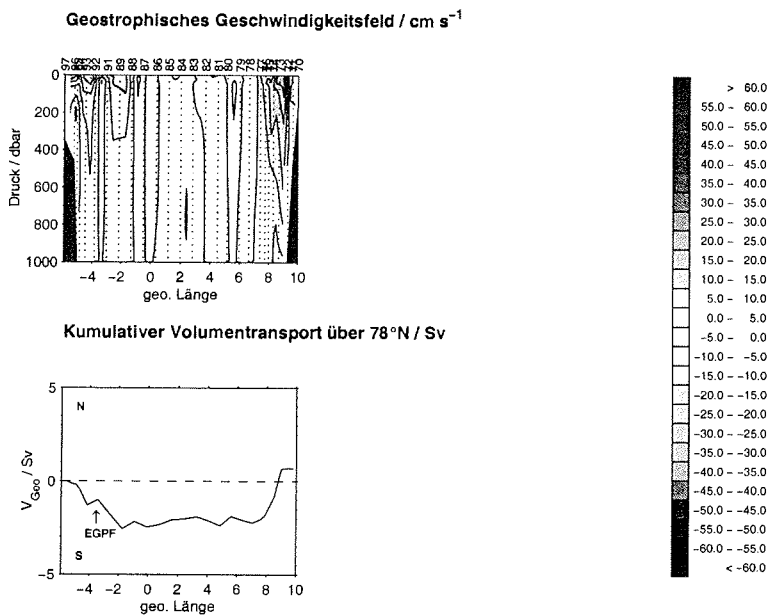 Geostrophisches Geschwindigkeitsfeld / cm s⁻¹
97 92 91 89 88 87 86 85 84 83 82 81 80 79 78 70
Druck / dbar
0
200
400
600
800
1000
−4 −2 0 2 4 6 8 10
geo. Länge
> 60.0
55.0 – 60.0
50.0 – 55.0
45.0 – 50.0
40.0 – 45.0
35.0 – 40.0
30.0 – 35.0
25.0 – 30.0
20.0 – 25.0
15.0 – 20.0
10.0 – 15.0
5.0 – 10.0
0.0 – 5.0
−5.0 – 0.0
−10.0 – −5.0
−15.0 – −10.0
−20.0 – −15.0
−25.0 – −20.0
−30.0 – −25.0
−35.0 – −30.0
−40.0 – −35.0
−45.0 – −40.0
−50.0 – −45.0
−55.0 – −50.0
−60.0 – −55.0
< −60.0
Kumulativer Volumentransport über 78°N / Sv
V_Geo / Sv
5
0
−5
N
EGPF
S
−4 −2 0 2 4 6 8 10
geo. Länge